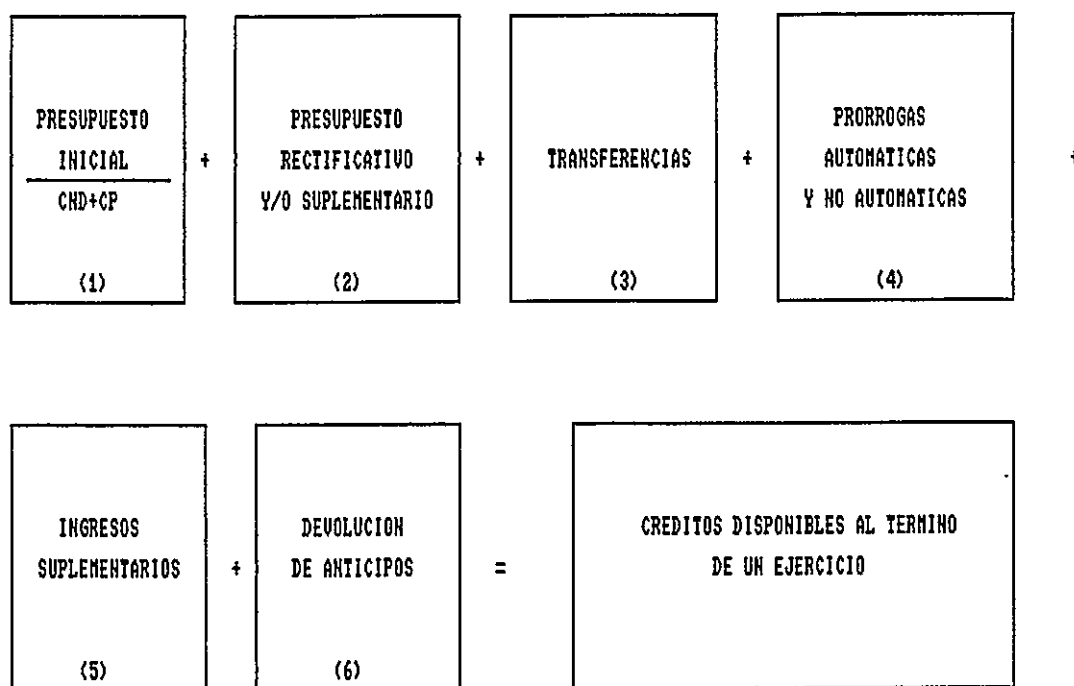 PRESUPUESTO
INICIAL
CND+CP
(1)
+
PRESUPUESTO
RECTIFICATIVO
Y/O SUPLEMENTARIO
(2)
+
TRANSFERENCIAS
(3)
+
PRORROGAS
AUTOMATICAS
Y NO AUTOMATICAS
(4)
+
INGRESOS
SUPLEMENTARIOS
(5)
+
DEVOLUCION
DE ANTICIPOS
(6)
=
CREDITOS DISPONIBLES AL TERMINO
DE UN EJERCICIO